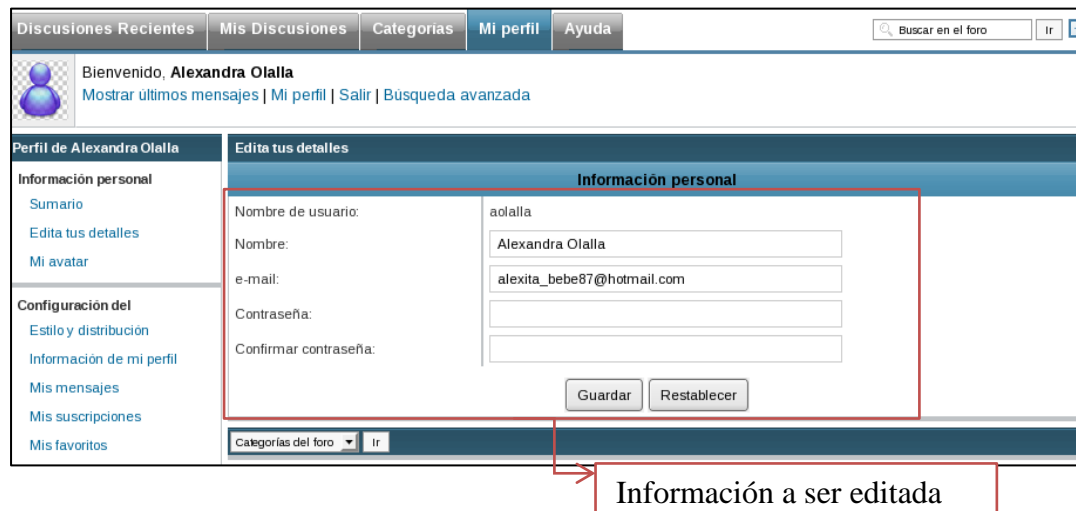 Discusiones Recientes Mis Discusiones Categorías Mi perfil Ayuda Buscar en el foro Ir
Bienvenido, Alexandra Olalla
Mostrar últimos mensajes | Mi perfil | Salir | Búsqueda avanzada
Perfil de Alexandra Olalla
Información personal
Sumario
Edita tus detalles
Mi avatar
Configuración del
Estilo y distribución
Información de mi perfil
Mis mensajes
Mis suscripciones
Mis favoritos
Edita tus detalles
Información personal
Nombre de usuario: aolalla
Nombre: Alexandra Olalla
e-mail: alexita_bebe87@hotmail.com
Contraseña:
Confirmar contraseña:
Guardar Restablecer
Categorías del foro Ir
Información a ser editada